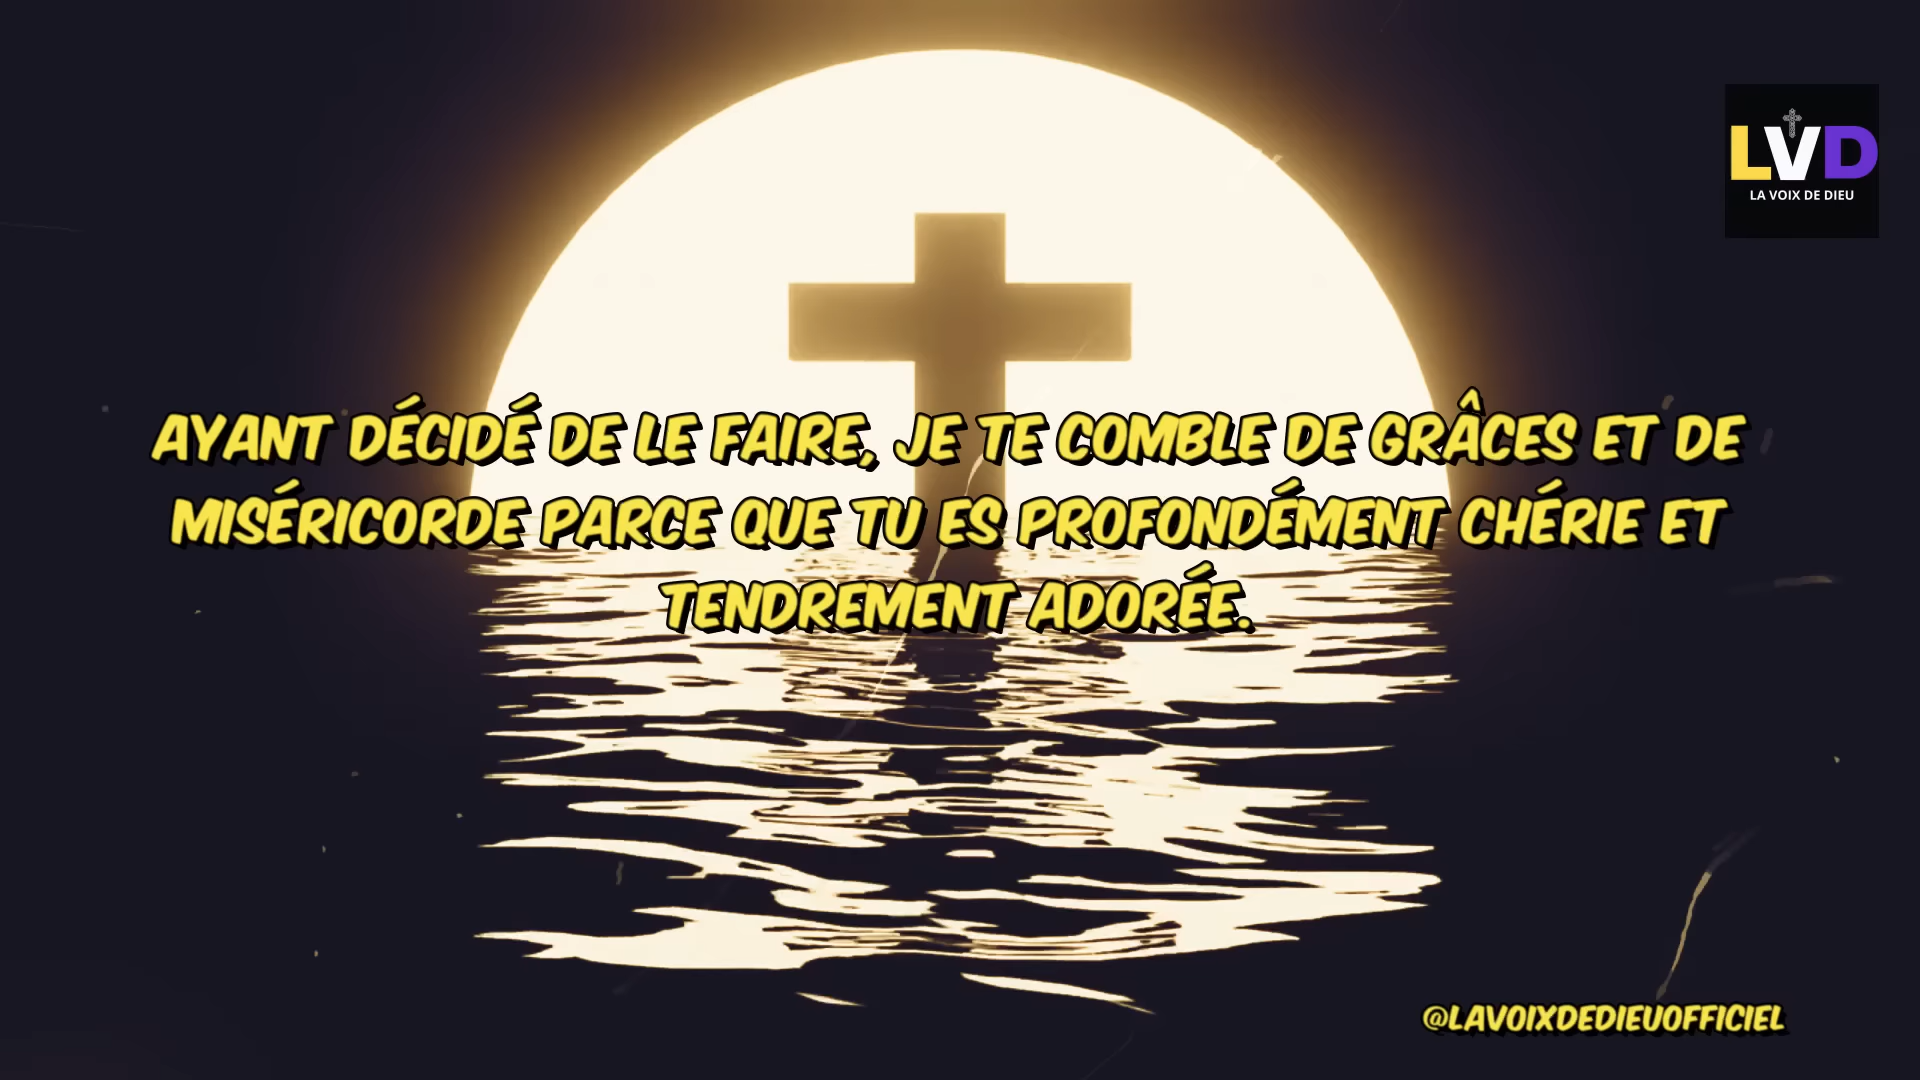 LVD
LA VOIX DE DIEU
AYANT DÉCIDÉ DE LE FAIRE, JE TE COMBLE DE GRÂCES ET DE
MISÉRICORDE PARCE QUE TU ES PROFONDÉMENT CHÉRIE ET
TENDREMENT ADORÉE.
@LAVOIXDEDIEUOFFICIEL